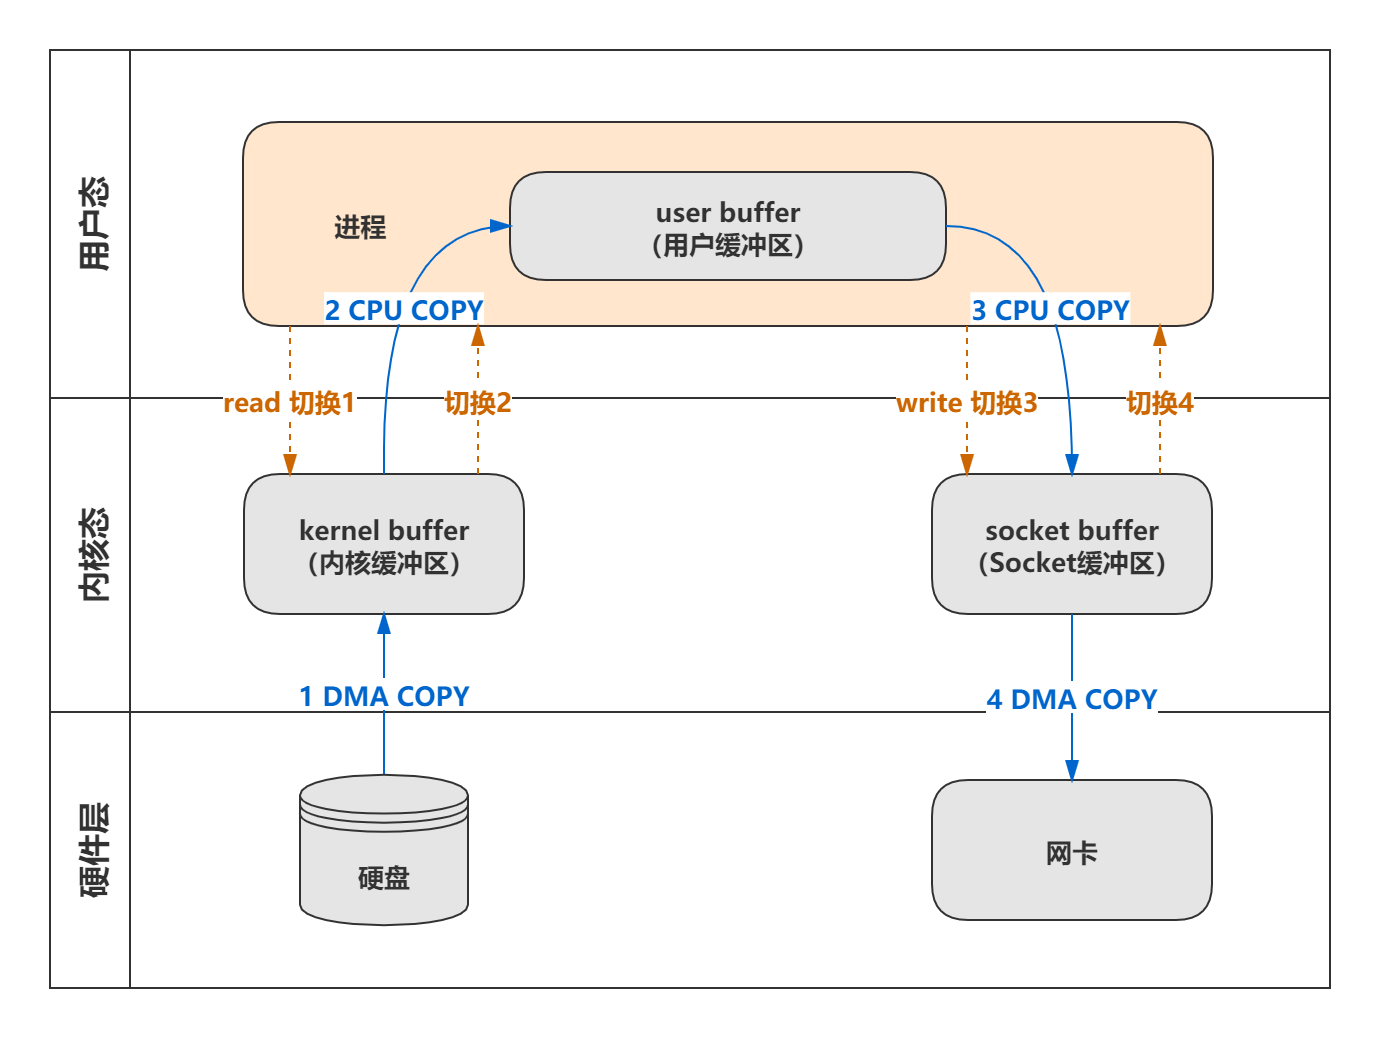 用户态
进程
user buffer
（用户缓冲区）
2 CPU COPY
3 CPU COPY
read 切换1
切换2
write 切换3
切换4
内核态
kernel buffer
（内核缓冲区）
socket buffer
（Socket缓冲区）
1 DMA COPY
4 DMA COPY
硬件层
硬盘
网卡